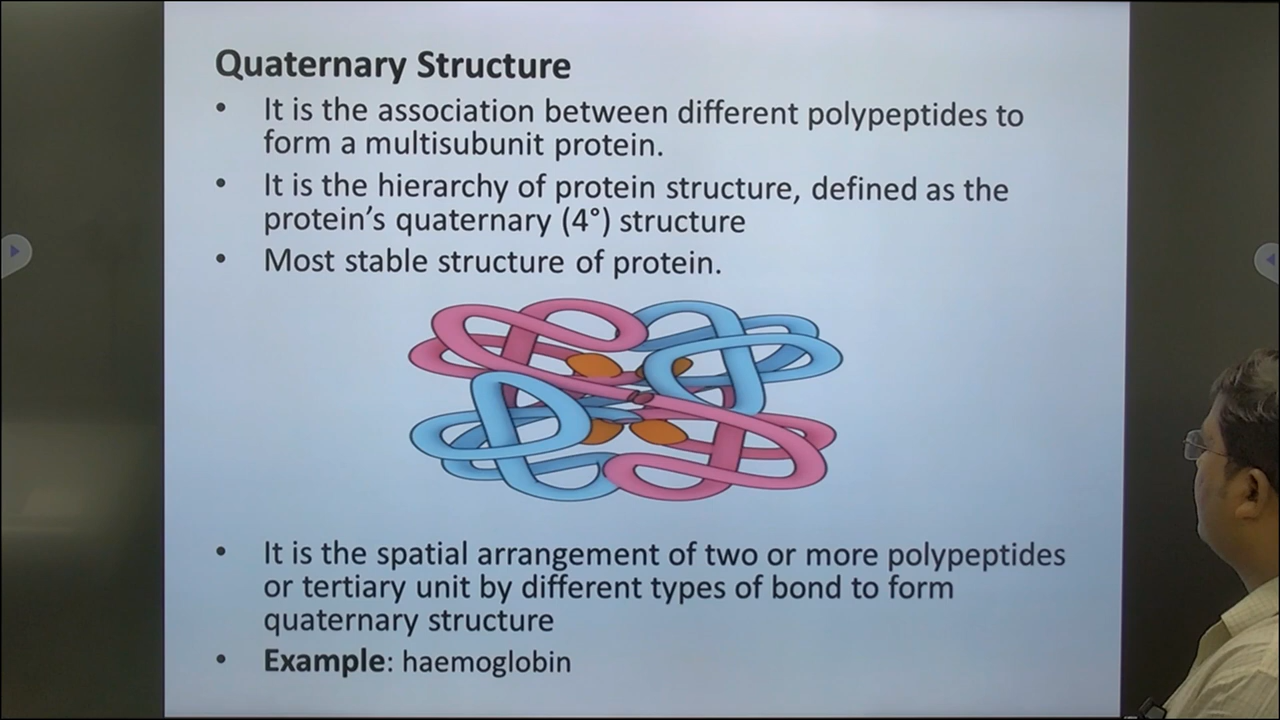 Quaternary Structure
• It is the association between different polypeptides to
form a multisubunit protein.
• It is the hierarchy of protein structure, defined as the
protein's quaternary (4°) structure
• Most stable structure of protein.
• It is the spatial arrangement of two or more polypeptides
or tertiary unit by different types of bond to form
quaternary structure
• Example: haemoglobin